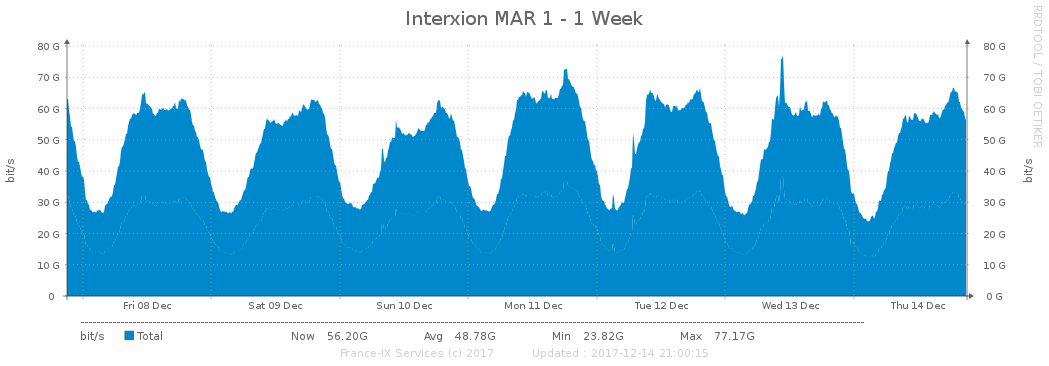 Interxion MAR 1 - 1 Week
RRDTOOL / TOBI OETIKER
80 G 80 G
70 G 70 G
60 G 60 G
50 G 50 G
40 G 40 G
30 G 30 G
20 G 20 G
10 G 10 G
0 0 G
bit/s bit/s
Fri 08 Dec Sat 09 Dec Sun 10 Dec Mon 11 Dec Tue 12 Dec Wed 13 Dec Thu 14 Dec
bit/s Total Now 56.20G Avg 48.78G Min 23.82G Max 77.17G
France-IX Services (c) 2017 Updated : 2017-12-14 21:00:15